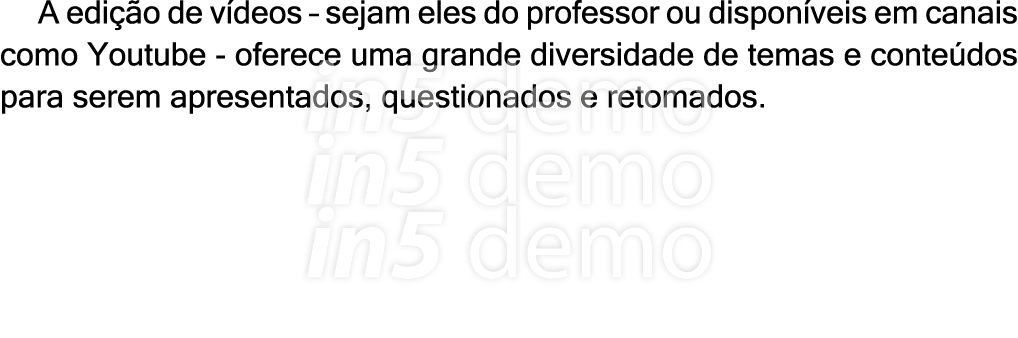 A edição de vídeos – sejam eles do professor ou disponíveis em canais
como Youtube - oferece uma grande diversidade de temas e conteúdos
para serem apresentados, questionados e retomados.
in5 demo
in5 demo
in5 demo